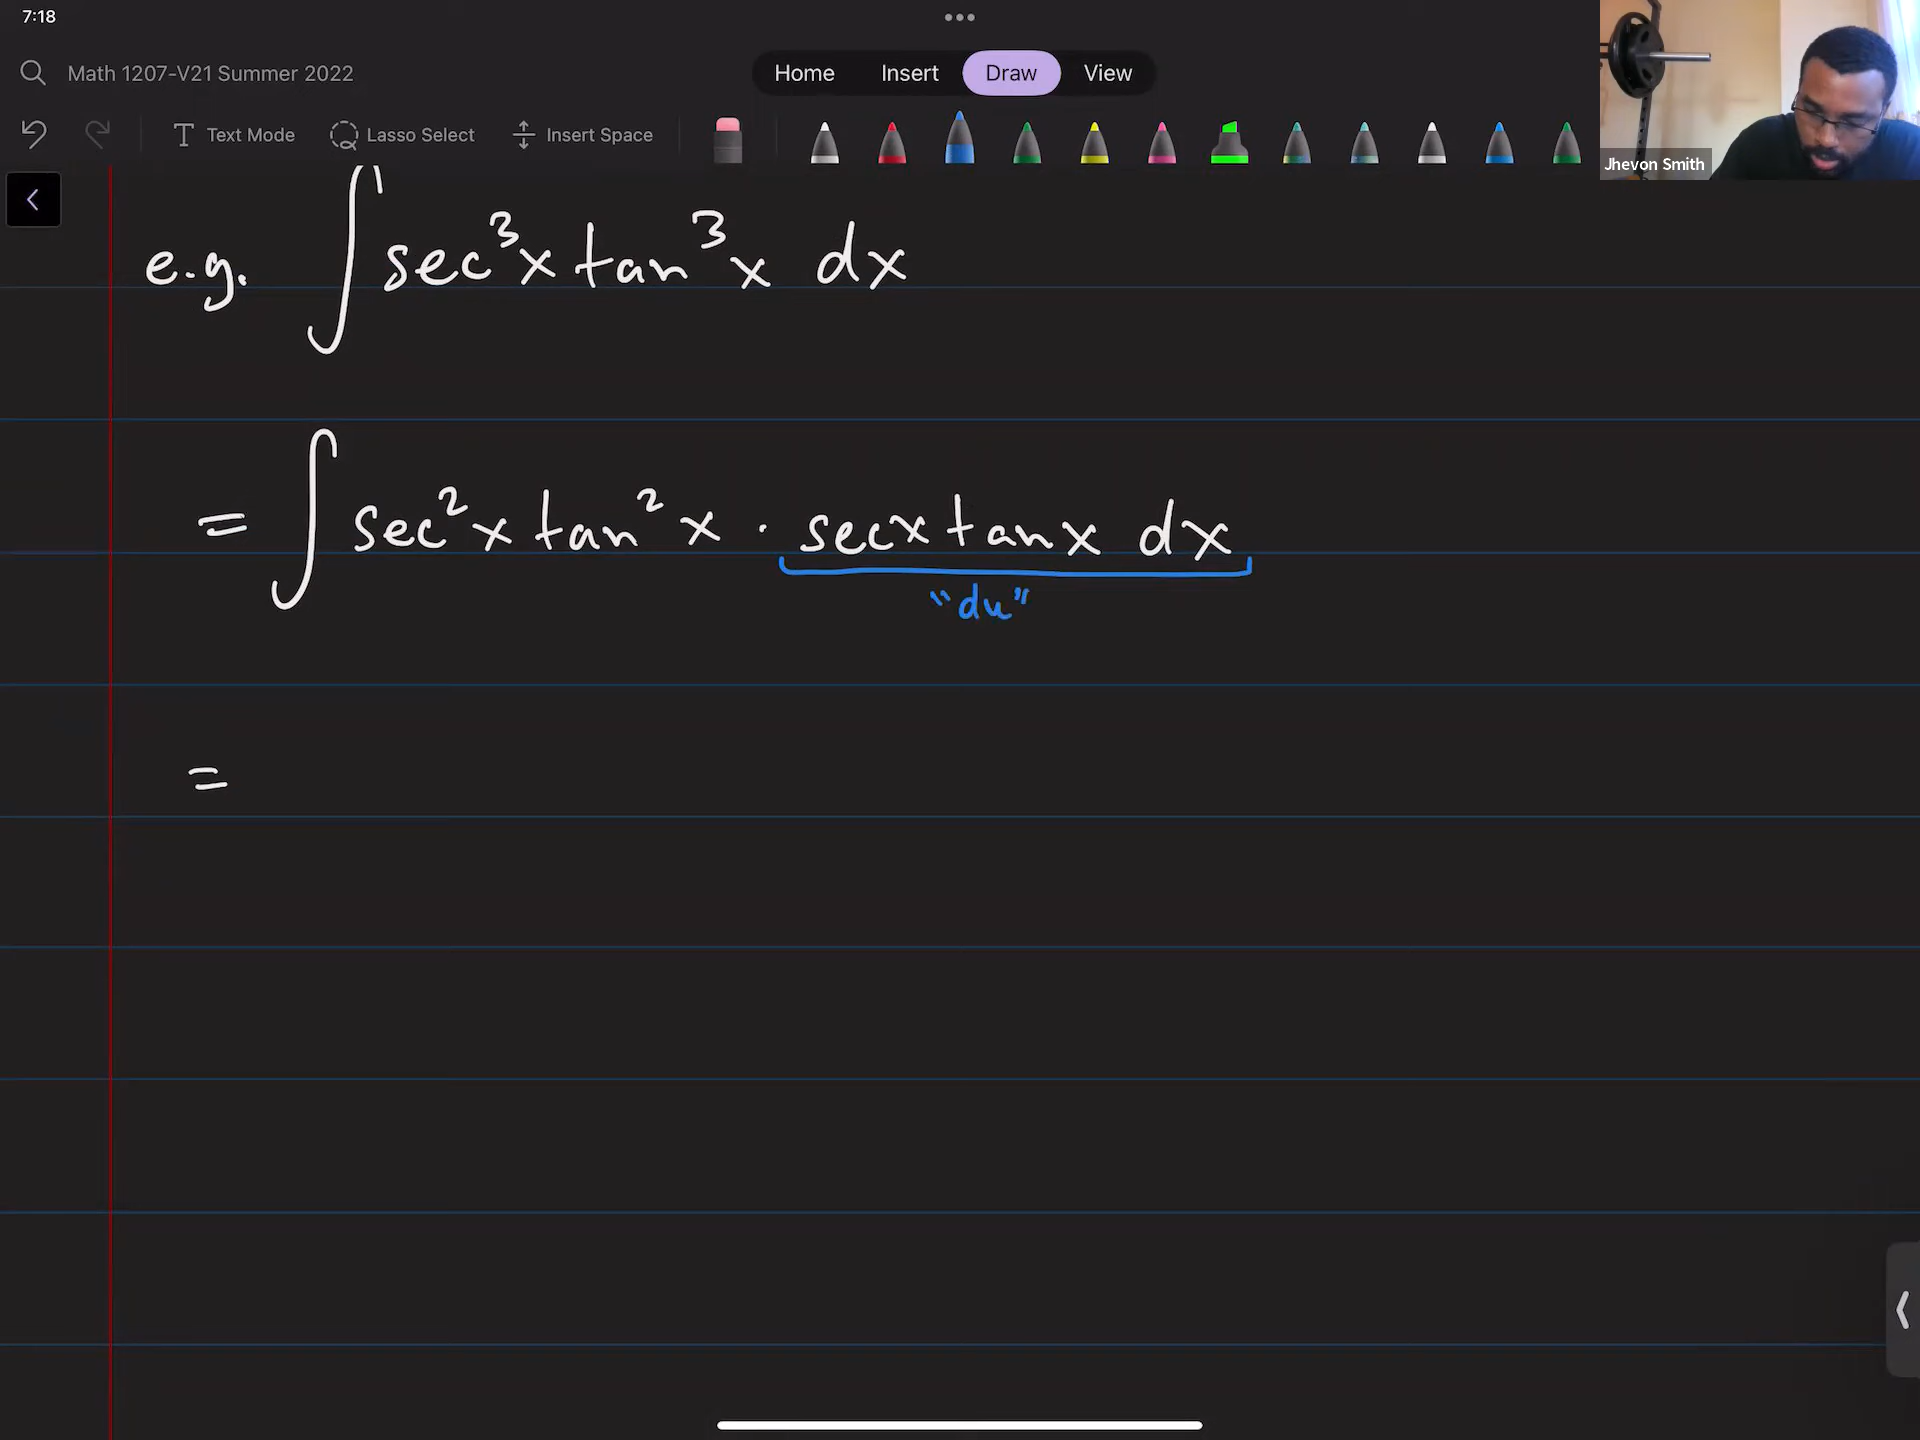 7:18
Math 1207-V21 Summer 2022
Home Insert Draw View
Text Mode Lasso Select Insert Space
Jhevon Smith
e.g. ∫ sec³x tan³x dx
= ∫ sec²x tan²x · secx tanx dx
"du"
=